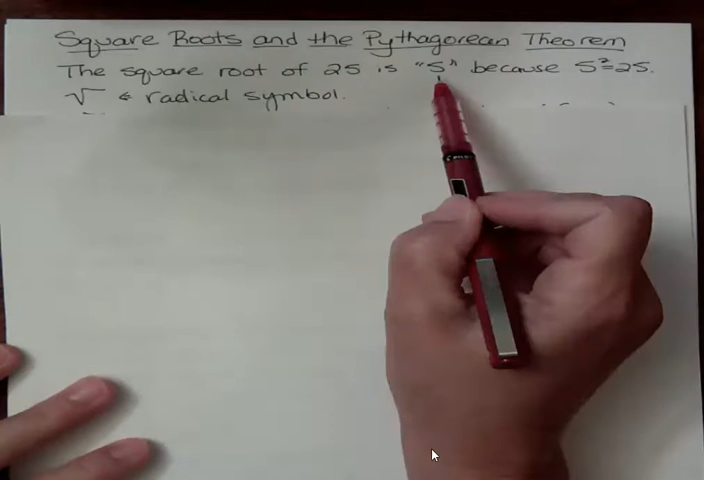 Square Roots and the Pythagorean Theorem
The square root of 25 is "5" because 5²=25.
√ ← radical symbol.